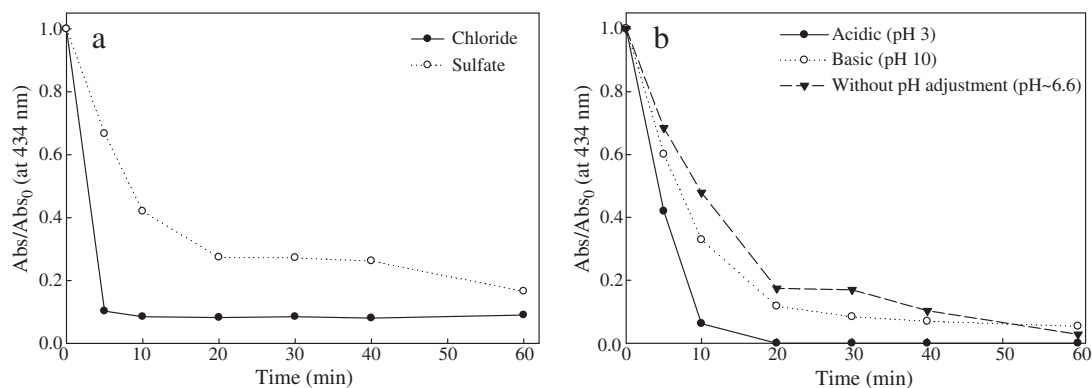 a
Chloride
Sulfate
1.0
0.8
0.6
0.4
0.2
0.0
0 10 20 30 40 50 60
Time (min)
Abs/Abs₀ (at 434 nm)
b
Acidic (pH 3)
Basic (pH 10)
Without pH adjustment (pH~6.6)
1.0
0.8
0.6
0.4
0.2
0.0
0 10 20 30 40 50 60
Time (min)
Abs/Abs₀ (at 434 nm)